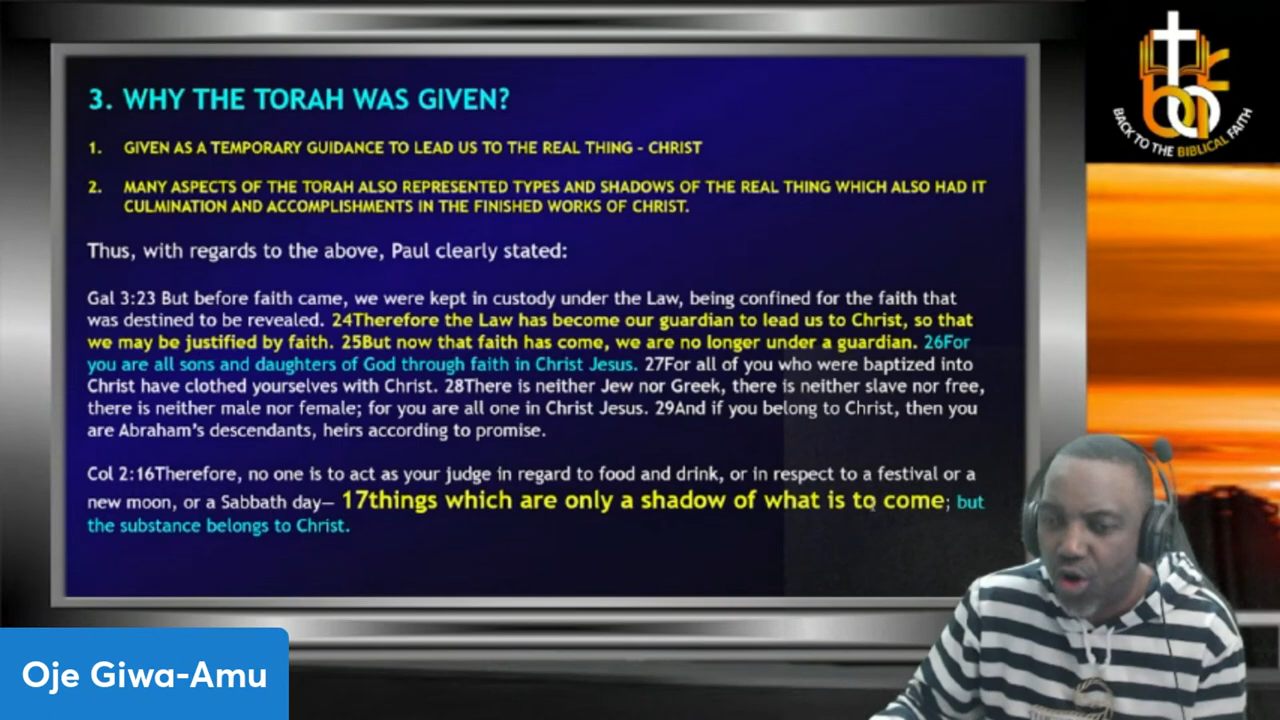 3. WHY THE TORAH WAS GIVEN?
1. GIVEN AS A TEMPORARY GUIDANCE TO LEAD US TO THE REAL THING – CHRIST
2. MANY ASPECTS OF THE TORAH ALSO REPRESENTED TYPES AND SHADOWS OF THE REAL THING WHICH ALSO HAD IT
CULMINATION AND ACCOMPLISHMENTS IN THE FINISHED WORKS OF CHRIST.
Thus, with regards to the above, Paul clearly stated:
Gal 3:23 But before faith came, we were kept in custody under the Law, being confined for the faith that
was destined to be revealed. 24Therefore the Law has become our guardian to lead us to Christ, so that
we may be justified by faith. 25But now that faith has come, we are no longer under a guardian. 26For
you are all sons and daughters of God through faith in Christ Jesus. 27For all of you who were baptized into
Christ have clothed yourselves with Christ. 28There is neither Jew nor Greek, there is neither slave nor free,
there is neither male nor female; for you are all one in Christ Jesus. 29And if you belong to Christ, then you
are Abraham's descendants, heirs according to promise.
Col 2:16Therefore, no one is to act as your judge in regard to food and drink, or in respect to a festival or a
new moon, or a Sabbath day— 17things which are only a shadow of what is to come; but
the substance belongs to Christ.
BACK TO THE BIBLICAL FAITH
Oje Giwa-Amu